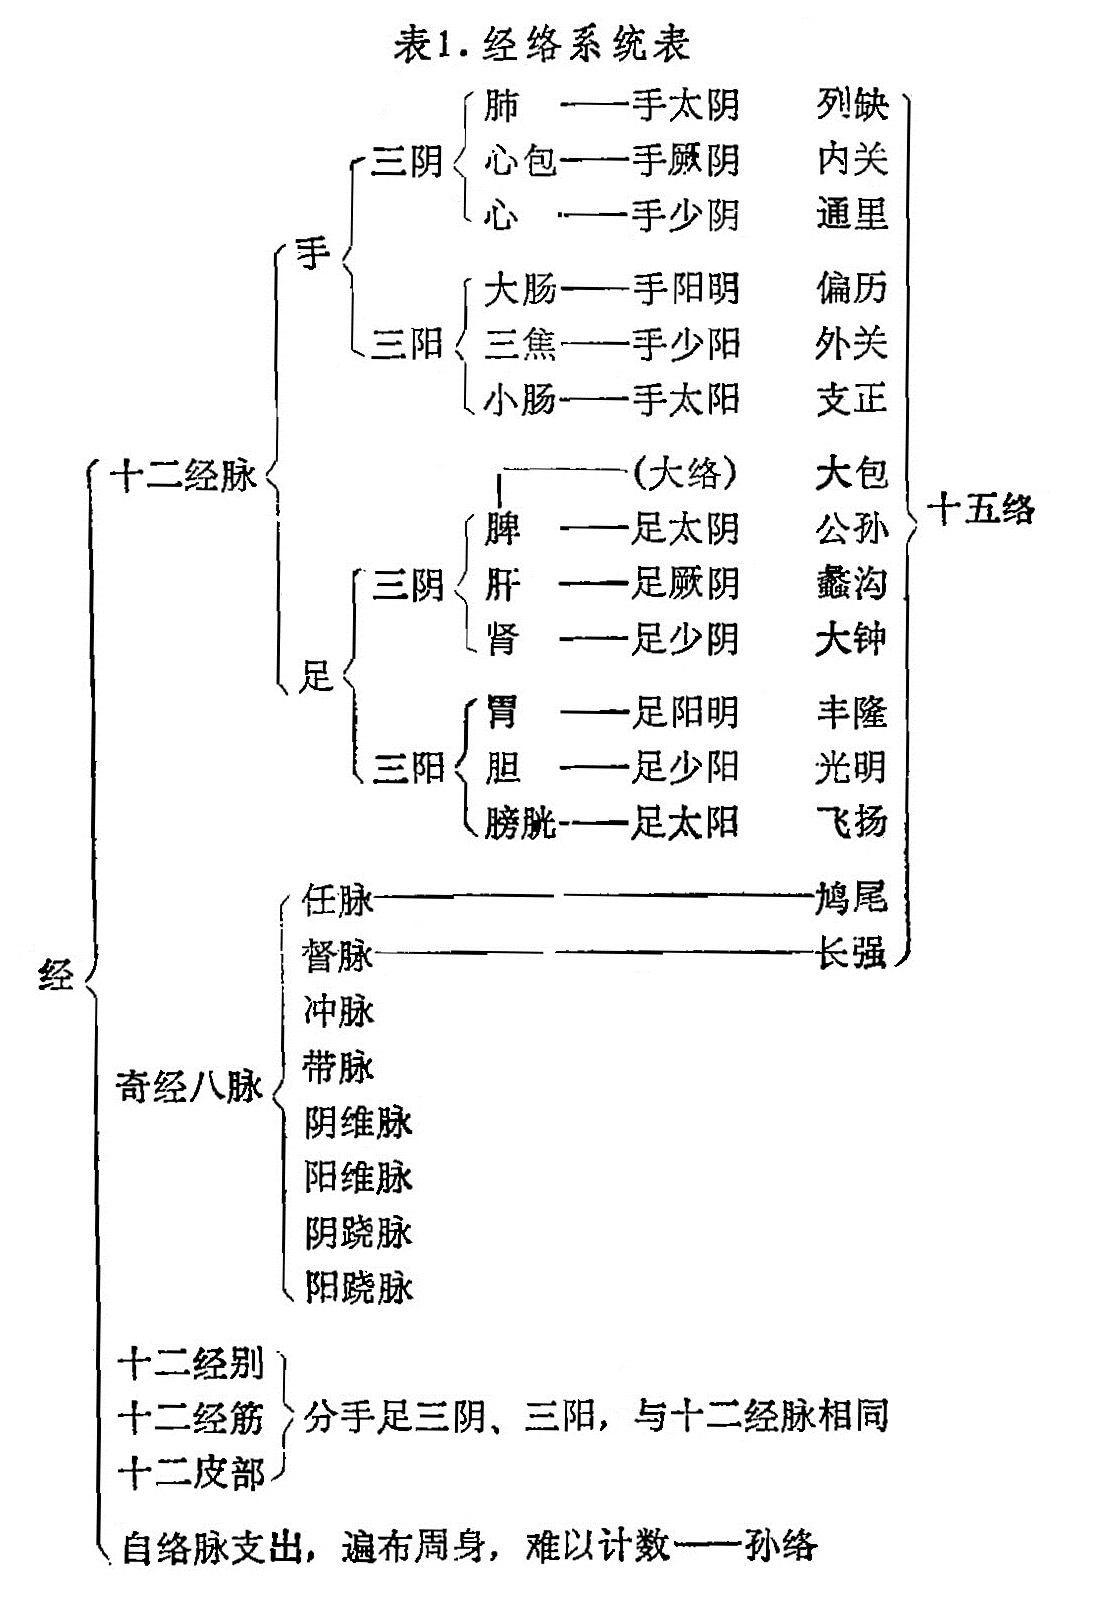 表1.经络系统表
肺——手太阴 列缺
三阴 心包——手厥阴 内关
心——手少阴 通里
手
大肠——手阳明 偏历
三阳 三焦——手少阳 外关
小肠——手太阳 支正
十二经脉 (大络) 大包
十五络
脾——足太阴 公孙
三阴 肝——足厥阴 蠡沟
肾——足少阴 大钟
足
胃——足阳明 丰隆
三阳 胆——足少阳 光明
膀胱——足太阳 飞扬
任脉——鸠尾
督脉——长强
经
冲脉
带脉
奇经八脉
阴维脉
阳维脉
阴跷脉
阳跷脉
十二经别
十二经筋 分手足三阴、三阳，与十二经脉相同
十二皮部
自络脉支出，遍布周身，难以计数——孙络